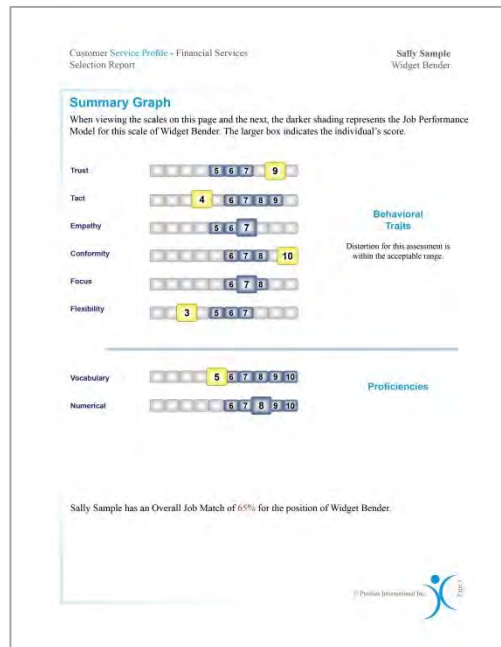 Customer Service Profile - Financial Services
Selection Report
Sally Sample
Widget Bender
Summary Graph
When viewing the scales on this page and the next, the darker shading represents the Job Performance
Model for this scale of Widget Bender. The larger box indicates the individual's score.
Trust 5 6 7 9
Tact 4 6 7 8 9
Empathy 5 6 7
Conformity 6 7 8 10
Focus 6 7 8
Flexibility 3 5 6 7
Behavioral
Traits
Distortion for this assessment is
within the acceptable range.
Vocabulary 5 6 7 8 9 10
Numerical 6 7 8 9 10
Proficiencies
Sally Sample has an Overall Job Match of 65% for the position of Widget Bender.
© Profiles International Inc.